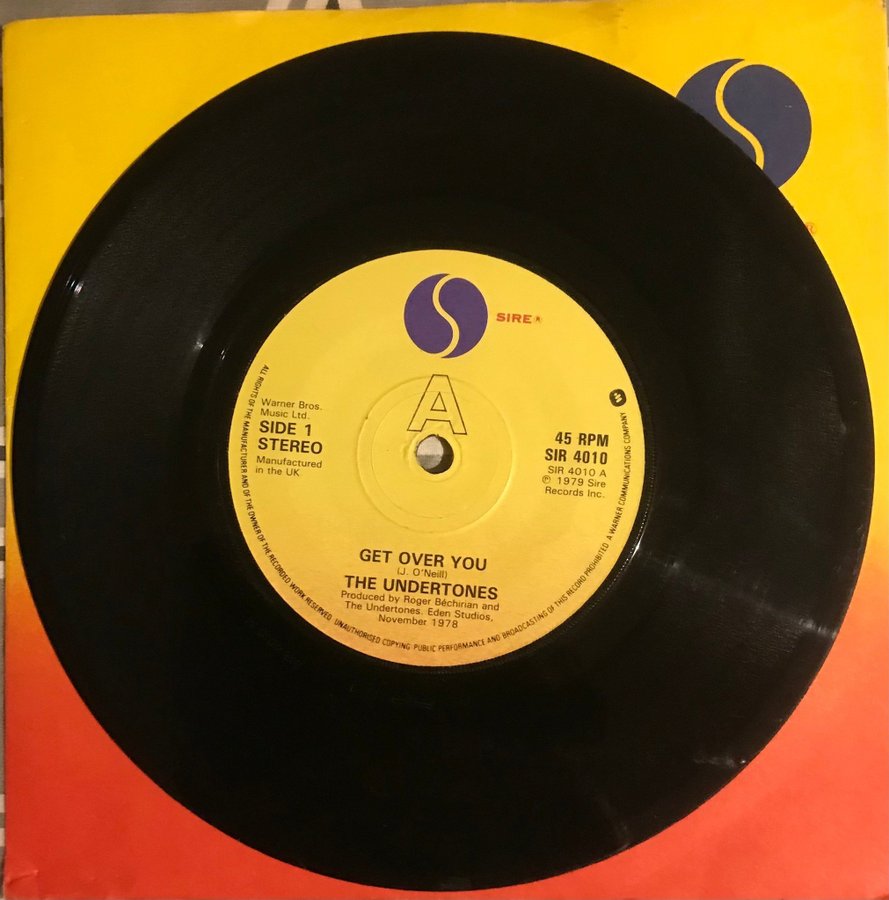 SIRE®
A
Warner Bros.
Music Ltd.
SIDE 1
STEREO
Manufactured
in the UK
45 RPM
SIR 4010
SIR 4010 A
℗ 1979 Sire
Records Inc.
GET OVER YOU
(J. O'Neill)
THE UNDERTONES
Produced by Roger Béchirian and
The Undertones. Eden Studios,
November 1978
ALL RIGHTS OF THE MANUFACTURER AND OF THE OWNER OF THE RECORDED WORK RESERVED UNAUTHORISED COPYING PUBLIC PERFORMANCE AND BROADCASTING OF THIS RECORD PROHIBITED A WARNER COMMUNICATIONS COMPANY